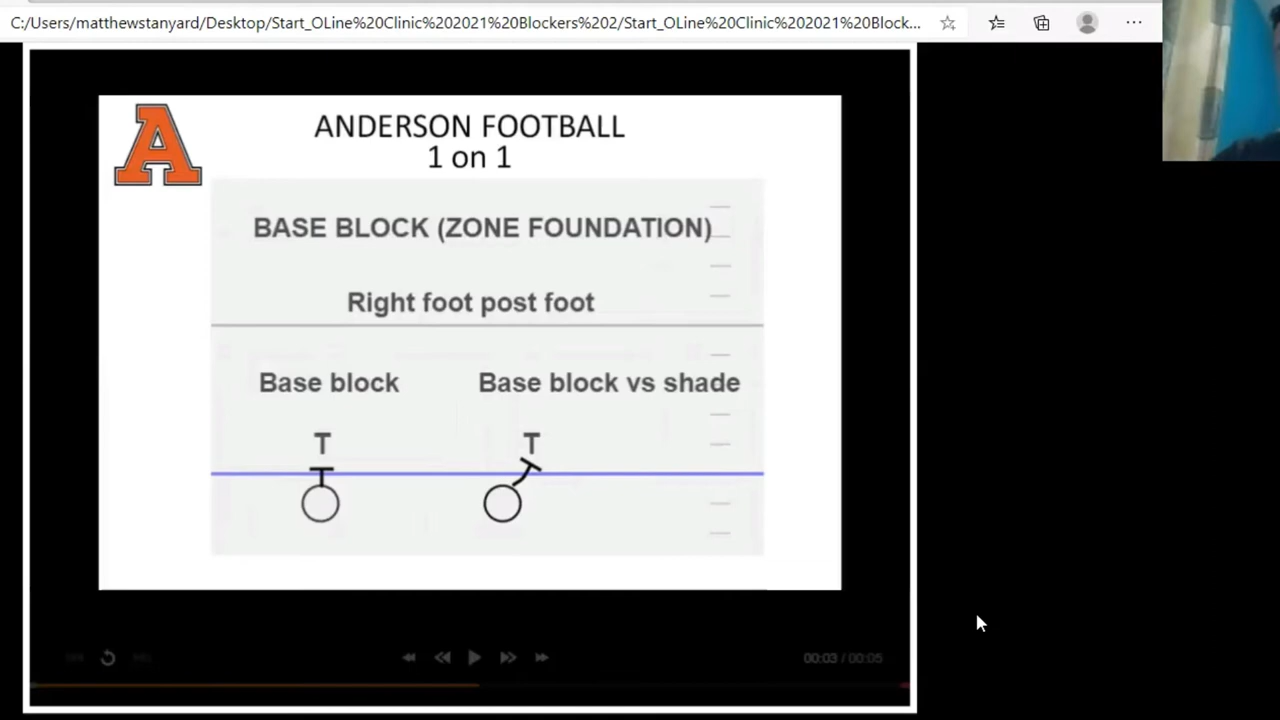 C:/Users/matthewstanyard/Desktop/Start_OLine%20Clinic%202021%20Blockers%202/Start_OLine%20Clinic%202021%20Block...
A
ANDERSON FOOTBALL
1 on 1
BASE BLOCK (ZONE FOUNDATION)
Right foot post foot
Base block Base block vs shade
T T
00:03 / 00:05